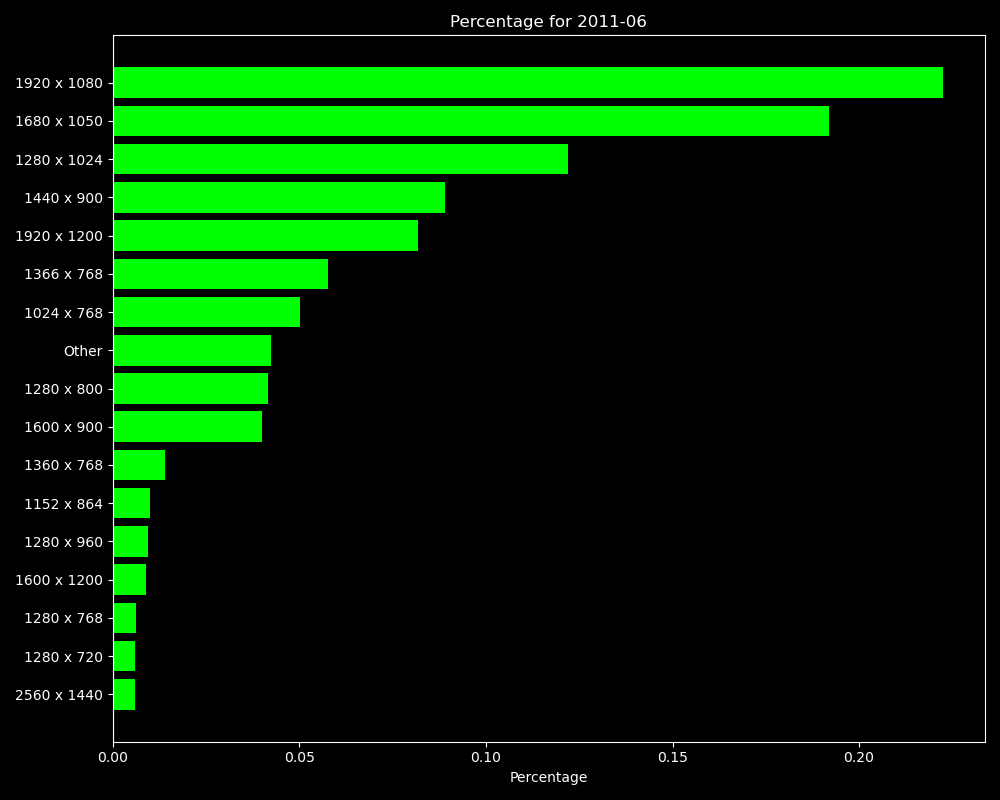 Percentage for 2011-06
1920 x 1080
1680 x 1050
1280 x 1024
1440 x 900
1920 x 1200
1366 x 768
1024 x 768
Other
1280 x 800
1600 x 900
1360 x 768
1152 x 864
1280 x 960
1600 x 1200
1280 x 768
1280 x 720
2560 x 1440
0.00 0.05 0.10 0.15 0.20
Percentage